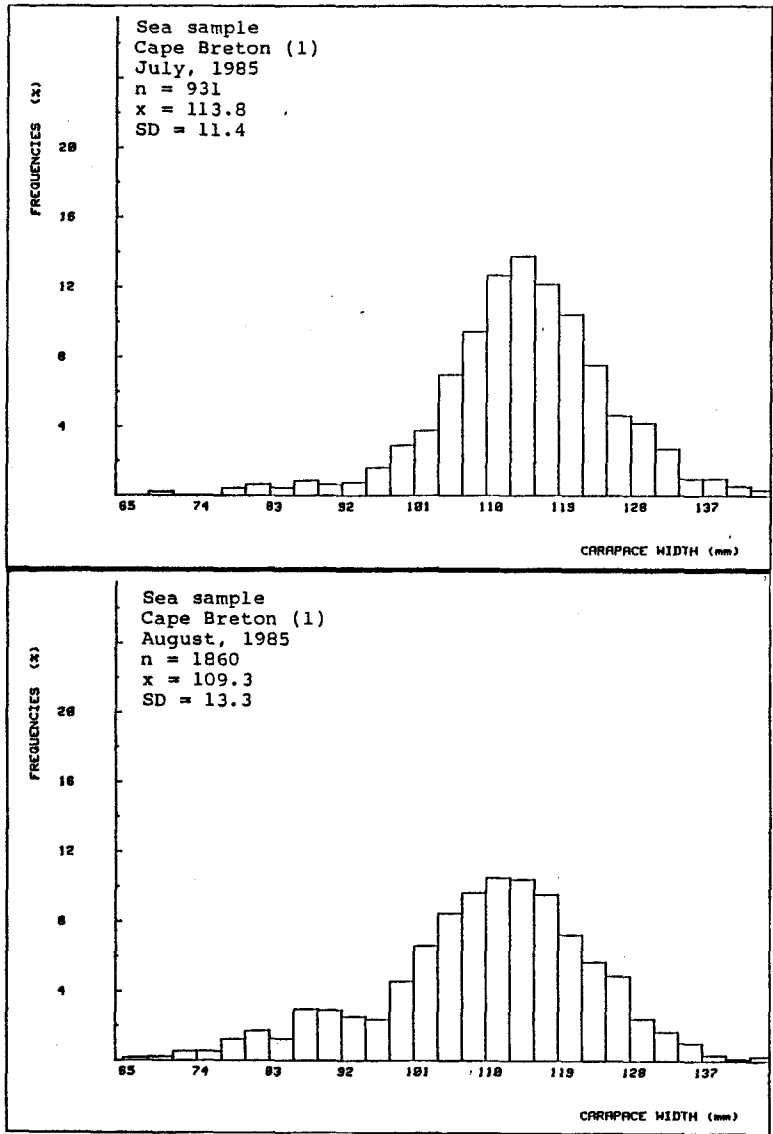 Sea sample
Cape Breton (1)
July, 1985
n = 931
x = 113.8
SD = 11.4
FREQUENCIES (%)
20
16
12
8
4
65 74 83 92 101 110 119 128 137
CARAPACE WIDTH (mm)
Sea sample
Cape Breton (1)
August, 1985
n = 1860
x = 109.3
SD = 13.3
FREQUENCIES (%)
20
16
12
8
4
65 74 83 92 101 110 119 128 137
CARAPACE WIDTH (mm)